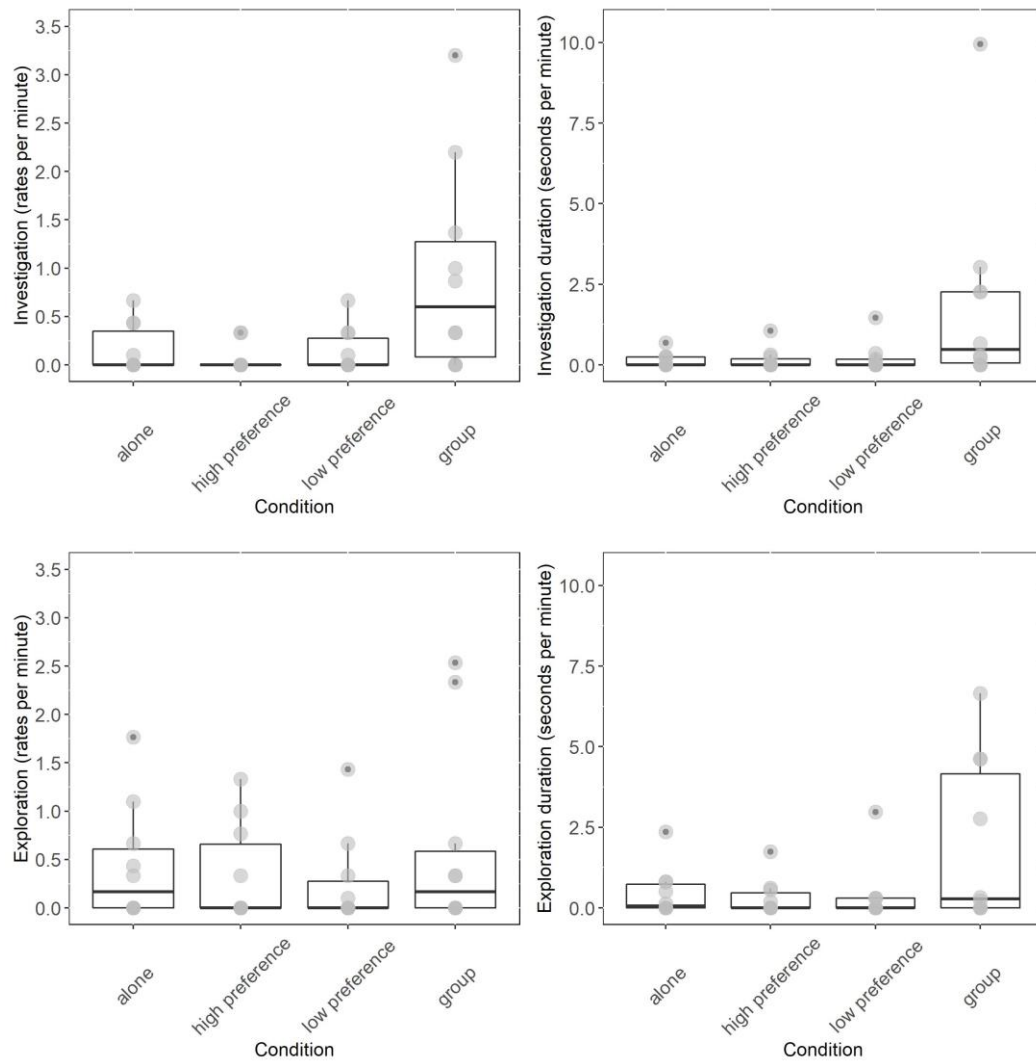 Investigation (rates per minute)
3.5
3.0
2.5
2.0
1.5
1.0
0.5
0.0
alone
high preference
low preference
group
Condition
Investigation duration (seconds per minute)
10.0
7.5
5.0
2.5
0.0
alone
high preference
low preference
group
Condition
Exploration (rates per minute)
3.5
3.0
2.5
2.0
1.5
1.0
0.5
0.0
alone
high preference
low preference
group
Condition
Exploration duration (seconds per minute)
10.0
7.5
5.0
2.5
0.0
alone
high preference
low preference
group
Condition